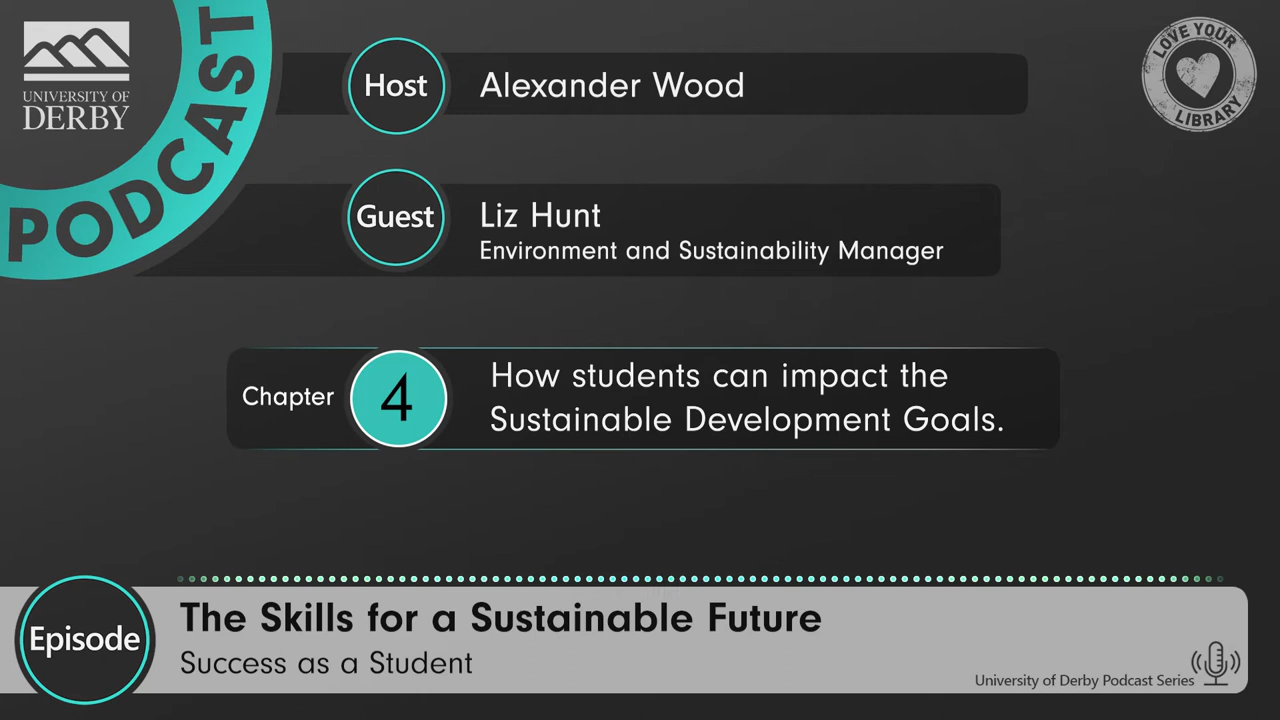 UNIVERSITY OF
DERBY
PODCAST
Host
Alexander Wood
LOVE YOUR
LIBRARY
Guest
Liz Hunt
Environment and Sustainability Manager
Chapter
4
How students can impact the
Sustainable Development Goals.
Episode
The Skills for a Sustainable Future
Success as a Student
University of Derby Podcast Series